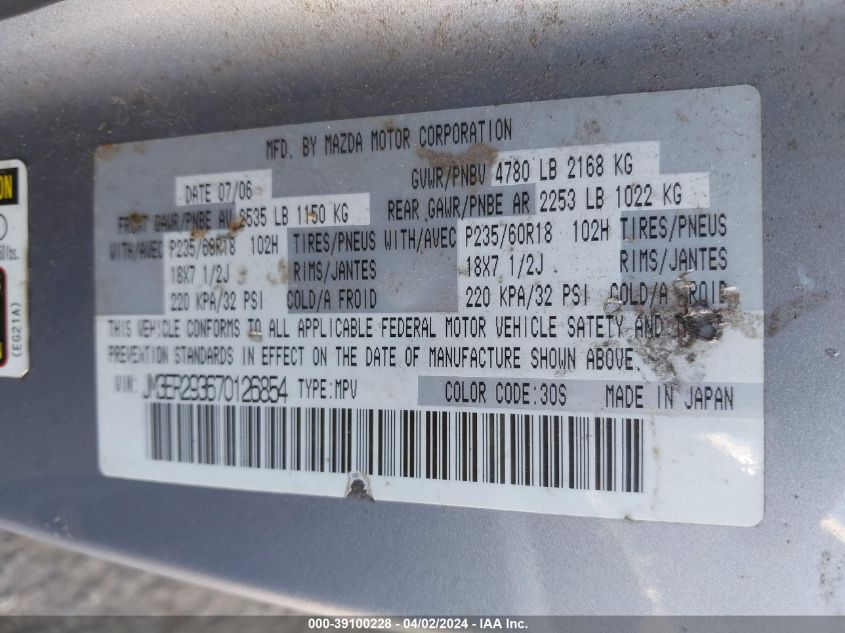 MFD. BY MAZDA MOTOR CORPORATION
DATE 07/06
GVWR/PNBV 4780 LB 2168 KG
FRONT GAWR/PNBE AV 2535 LB 1150 KG
REAR GAWR/PNBE AR 2253 LB 1022 KG
WITH/AVEC P235/60R18 102H TIRES/PNEUS WITH/AVEC P235/60R18 102H TIRES/PNEUS
18X7 1/2J RIMS/JANTES 18X7 1/2J RIMS/JANTES
220 KPA/32 PSI COLD/A FROID 220 KPA/32 PSI COLD/A FROID
THIS VEHICLE CONFORMS TO ALL APPLICABLE FEDERAL MOTOR VEHICLE SAFETY AND
PREVENTION STANDARDS IN EFFECT ON THE DATE OF MANUFACTURE SHOWN ABOVE.
VIN: JM3ER293670126854 TYPE:MPV COLOR CODE:30S MADE IN JAPAN
(EG21A)
000-39100228 - 04/02/2024 - IAA Inc.